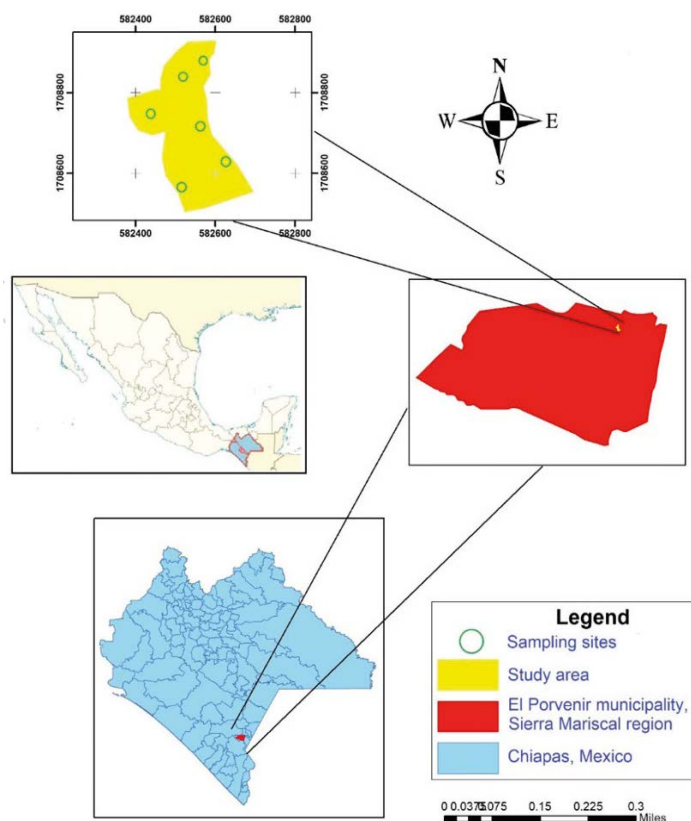 582400 582600 582800
1708800 1708800
1708600 1708600
582400 582600 582800
N
W E
S
Legend
Sampling sites
Study area
El Porvenir municipality,
Sierra Mariscal region
Chiapas, Mexico
0 0.0375 0.075 0.15 0.225 0.3
Miles